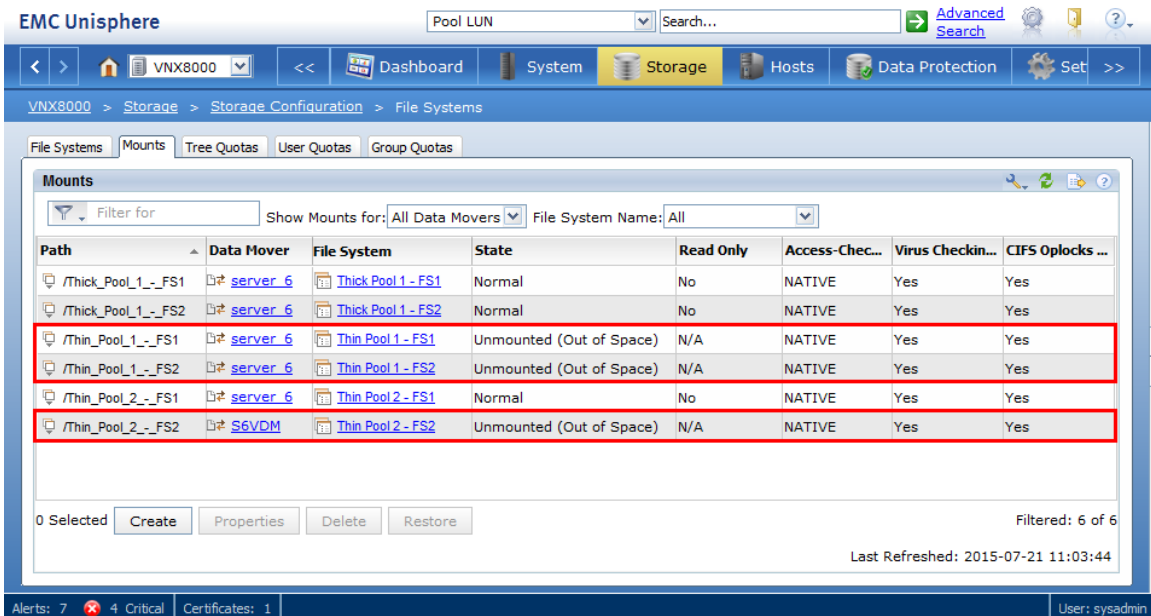 EMC Unisphere Pool LUN Search... Advanced Search
VNX8000 << Dashboard System Storage Hosts Data Protection Set >>
VNX8000 > Storage > Storage Configuration > File Systems
File Systems Mounts Tree Quotas User Quotas Group Quotas
Mounts
Filter for Show Mounts for: All Data Movers File System Name: All
Path Data Mover File System State Read Only Access-Chec... Virus Checkin... CIFS Oplocks ...
/Thick_Pool_1_-_FS1 server_6 Thick Pool 1 - FS1 Normal No NATIVE Yes Yes
/Thick_Pool_1_-_FS2 server_6 Thick Pool 1 - FS2 Normal No NATIVE Yes Yes
/Thin_Pool_1_-_FS1 server_6 Thin Pool 1 - FS1 Unmounted (Out of Space) N/A NATIVE Yes Yes
/Thin_Pool_1_-_FS2 server_6 Thin Pool 1 - FS2 Unmounted (Out of Space) N/A NATIVE Yes Yes
/Thin_Pool_2_-_FS1 server_6 Thin Pool 2 - FS1 Normal No NATIVE Yes Yes
/Thin_Pool_2_-_FS2 S6VDM Thin Pool 2 - FS2 Unmounted (Out of Space) N/A NATIVE Yes Yes
0 Selected Create Properties Delete Restore Filtered: 6 of 6
Last Refreshed: 2015-07-21 11:03:44
Alerts: 7 4 Critical Certificates: 1 User: sysadmin